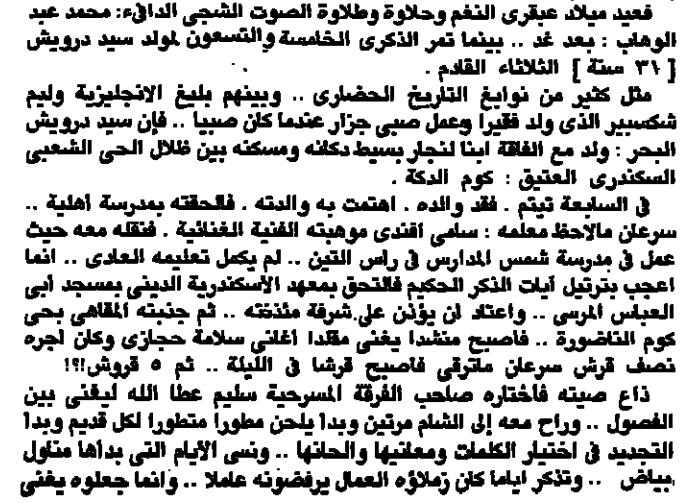 فعيد ميلاد عبقرى النغم وحلاوة وطلاوة الصوت الشجى الدافىء: محمد عبد
الوهاب : بعد غد .. بينما تمر الذكرى الخامسة والتسعون لمولد سيد درويش
[ ٣١ سنة ] الثلاثاء القادم .
مثل كثير من نوابغ التاريخ الحضارى .. وبينهم بليغ الانجليزية وليم
شكسبير الذى ولد فقيرا وعمل صبى جزار عندما كان صبيا .. فإن سيد درويش
البحر : ولد مع الفاقة ابنا لنجار بسيط دكانه ومسكنه بين ظلال الحى الشعبى
السكندرى العتيق : كوم الدكة .
فى السابعة تيتم . فقد والده . اهتمت به والدته . فالحقته بمدرسة أهلية ..
سرعان مالاحظ معلمه : سامى افندى موهبته الفنية الغنائية . فنقله معه حيث
عمل فى مدرسة شمس المدارس فى راس التين .. لم يكمل تعليمه العادى .. انما
اعجب بترتيل آيات الذكر الحكيم فالتحق بمعهد الأسكندرية الدينى بمسجد أبى
العباس المرسى .. واعتاد ان يؤذن على شرفة مئذنته .. ثم جذبته المقاهى بحى
كوم الناضورة .. فاصبح منشدا يغنى مقلدا أغانى سلامة حجازى وكان أجره
نصف قرش سرعان ماترقى فاصبح قرشا فى الليلة .. ثم ٥ قروش!؟!
ذاع صيته فأختاره صاحب الفرقة المسرحية سليم عطا الله ليغنى بين
الفصول .. وراح معه إلى الشام مرتين وبدأ يلحن مطورا متطورا لكل قديم وبدأ
التجديد فى اختيار الكلمات ومعانيها والحانها .. ونسى الأيام التى بدأها مناول
بياض .. وتذكر اياما كان زملاؤه العمال يرفضونه عاملا .. وانما جعلوه يغنى